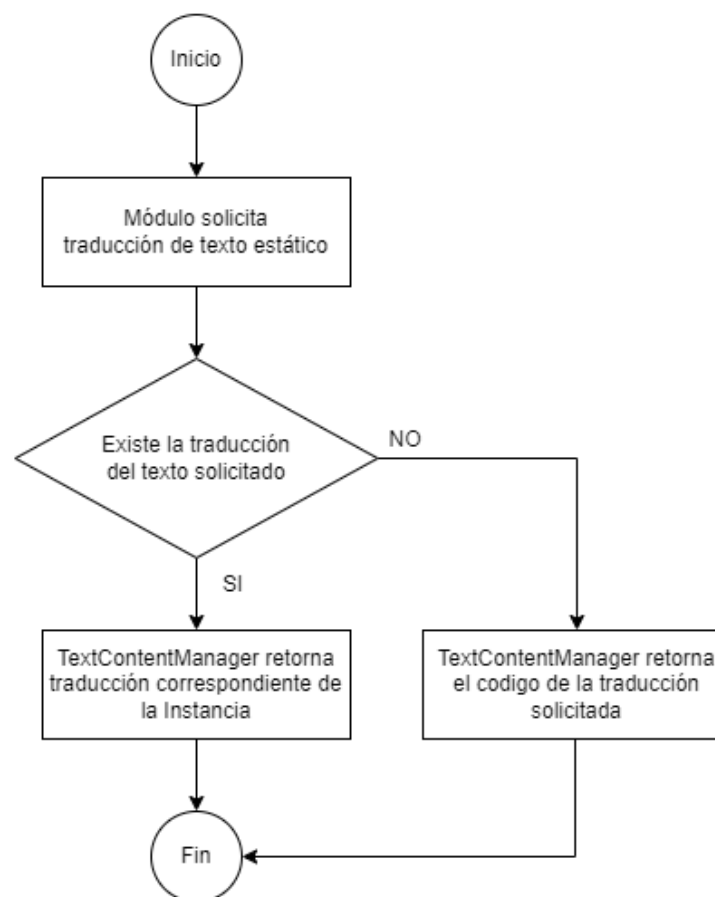 Inicio
Módulo solicita
traducción de texto estático
Existe la traducción
del texto solicitado
NO
SI
TextContentManager retorna
traducción correspondiente de
la Instancia
TextContentManager retorna
el codigo de la traducción
solicitada
Fin